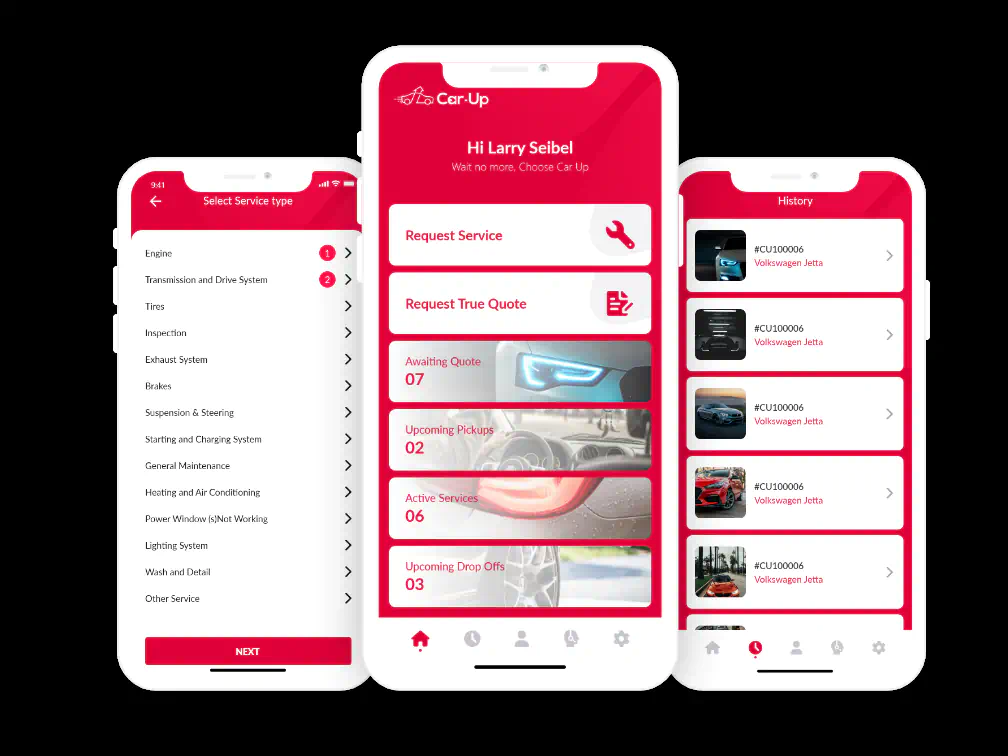 9:41
Select Service type
Engine
1
Transmission and Drive System
2
Tires
Inspection
Exhaust System
Brakes
Suspension & Steering
Starting and Charging System
General Maintenance
Heating and Air Conditioning
Power Window (s)Not Working
Lighting System
Wash and Detail
Other Service
NEXT
Car-Up
Hi Larry Seibel
Wait no more, Choose Car Up
Request Service
Request True Quote
Awaiting Quote
07
Upcoming Pickups
02
Active Services
06
Upcoming Drop Offs
03
History
#CU100006
Volkswagen Jetta
#CU100006
Volkswagen Jetta
#CU100006
Volkswagen Jetta
#CU100006
Volkswagen Jetta
#CU100006
Volkswagen Jetta